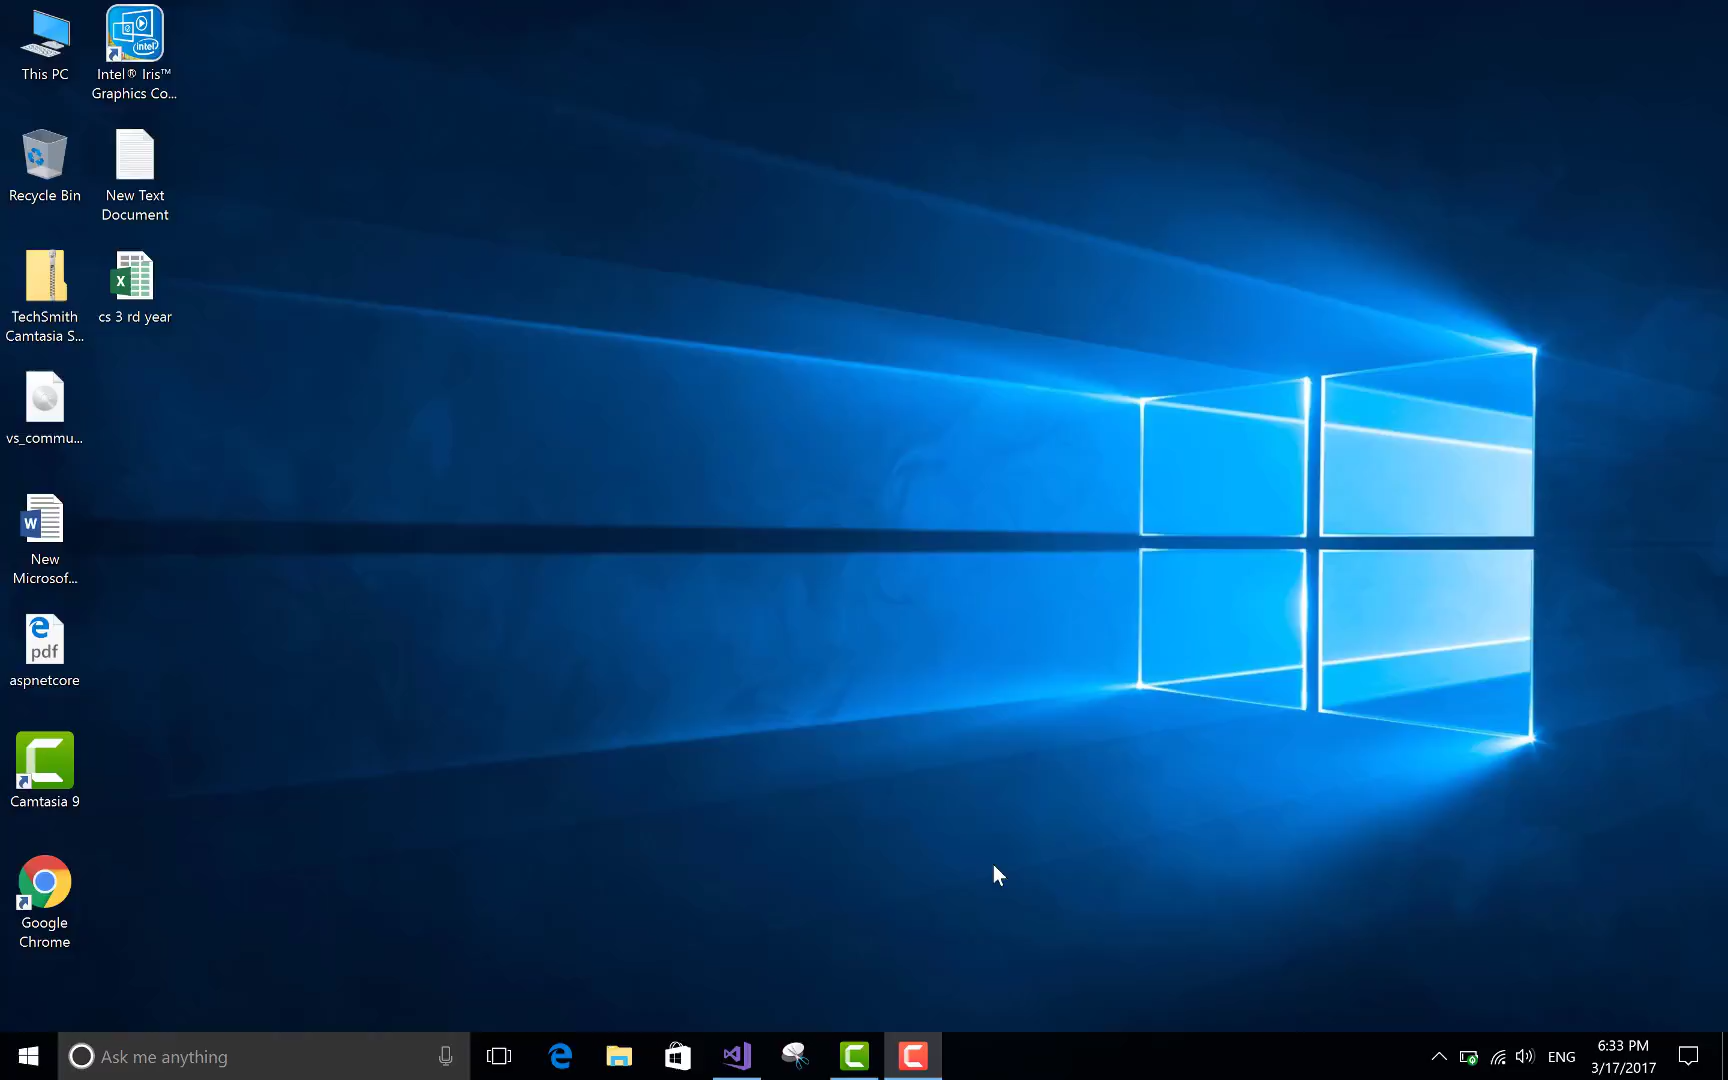 This PC
intel
Intel® Iris™
Graphics Co...
Recycle Bin
New Text
Document
TechSmith
Camtasia S...
X
cs 3 rd year
vs_commu...
W
New
Microsof...
pdf
aspnetcore
Camtasia 9
Google
Chrome
Ask me anything
ENG
6:33 PM
3/17/2017